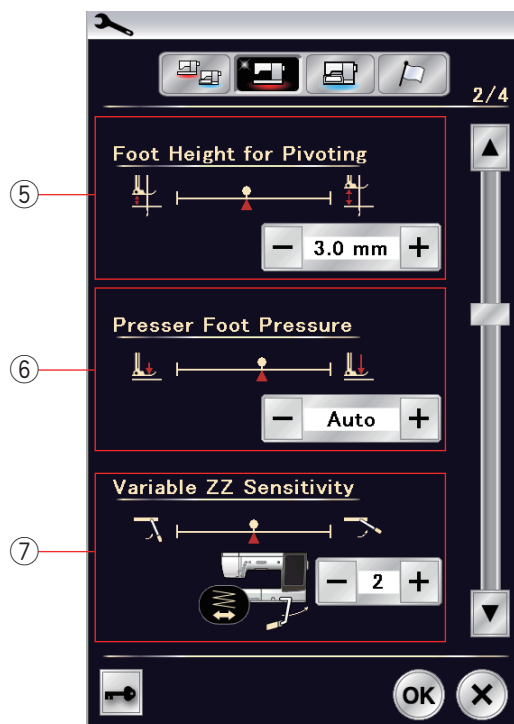 2/4
⑤
Foot Height for Pivoting
− 3.0 mm +
⑥
Presser Foot Pressure
− Auto +
⑦
Variable ZZ Sensitivity
− 2 +
OK